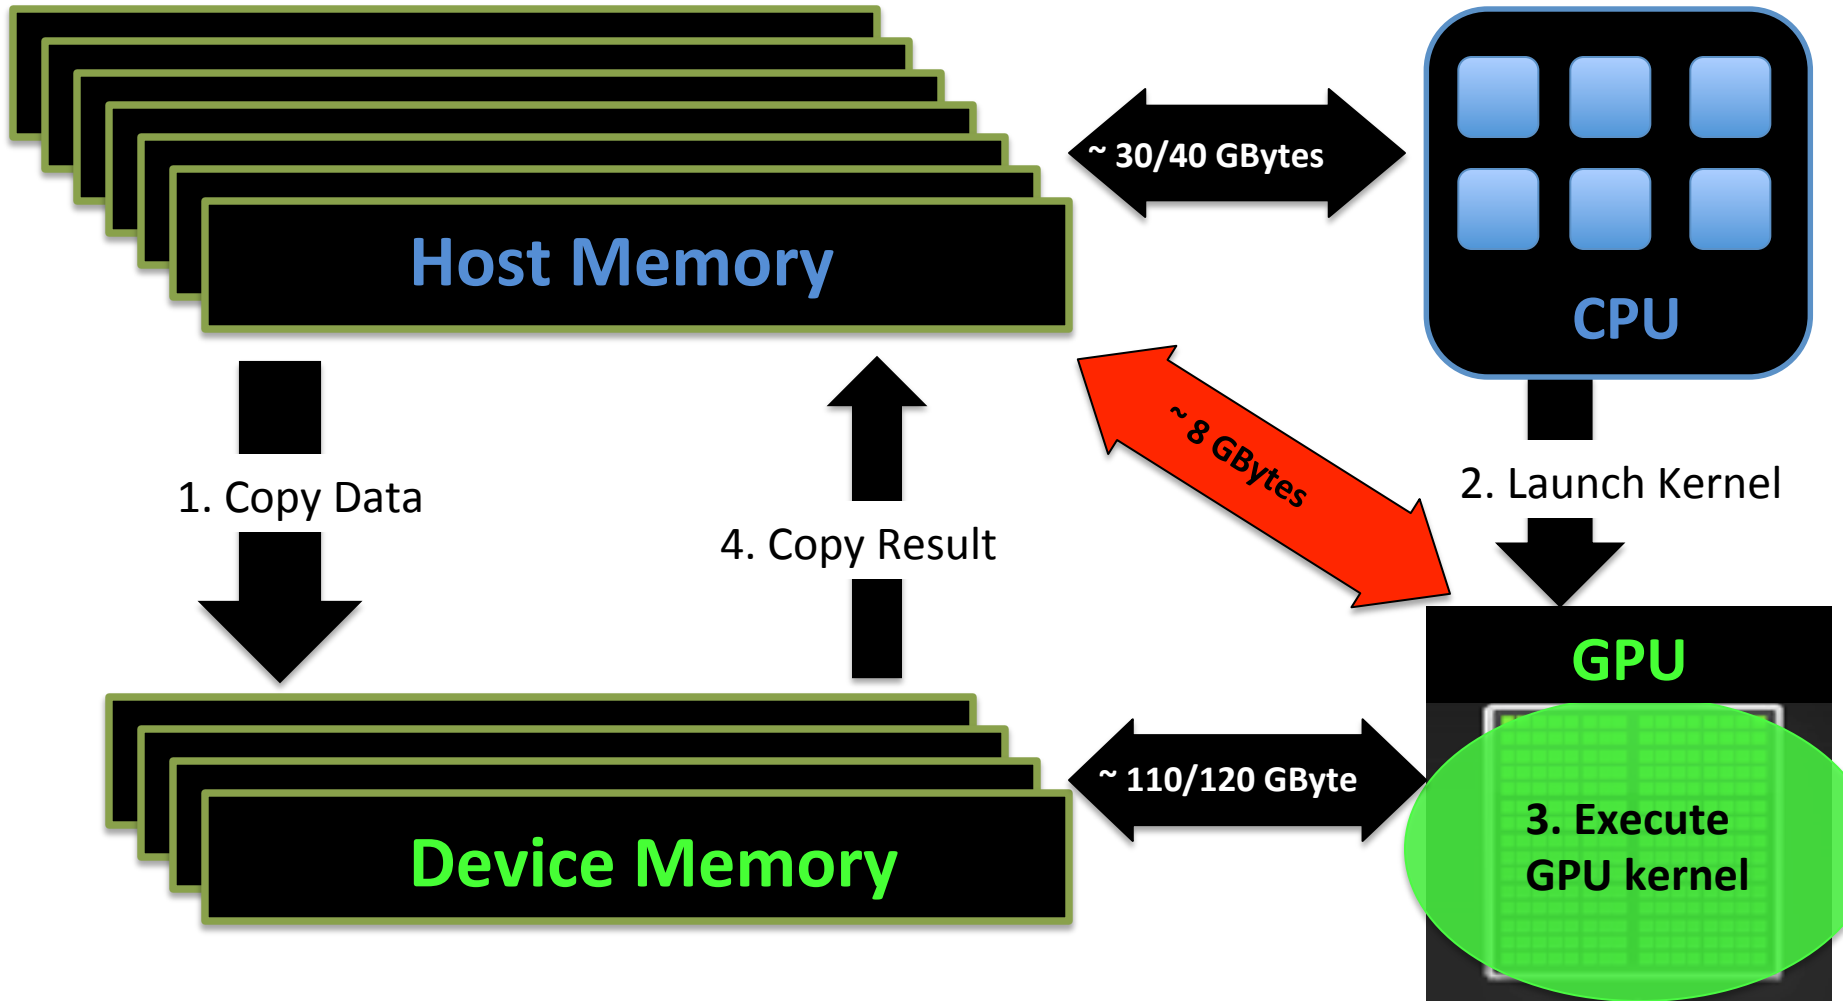 ~ 30/40 GBytes
Host Memory
CPU
~ 8 GBytes
1. Copy Data
2. Launch Kernel
4. Copy Result
GPU
~ 110/120 GByte
3. Execute
GPU kernel
Device Memory